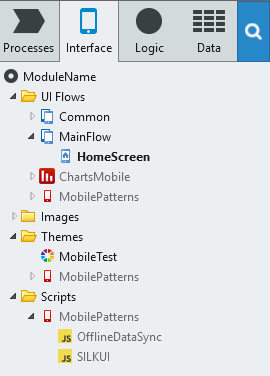 Processes Interface Logic Data
ModuleName
UI Flows
Common
MainFlow
HomeScreen
ChartsMobile
MobilePatterns
Images
Themes
MobileTest
MobilePatterns
Scripts
MobilePatterns
JS OfflineDataSync
JS SILKUI